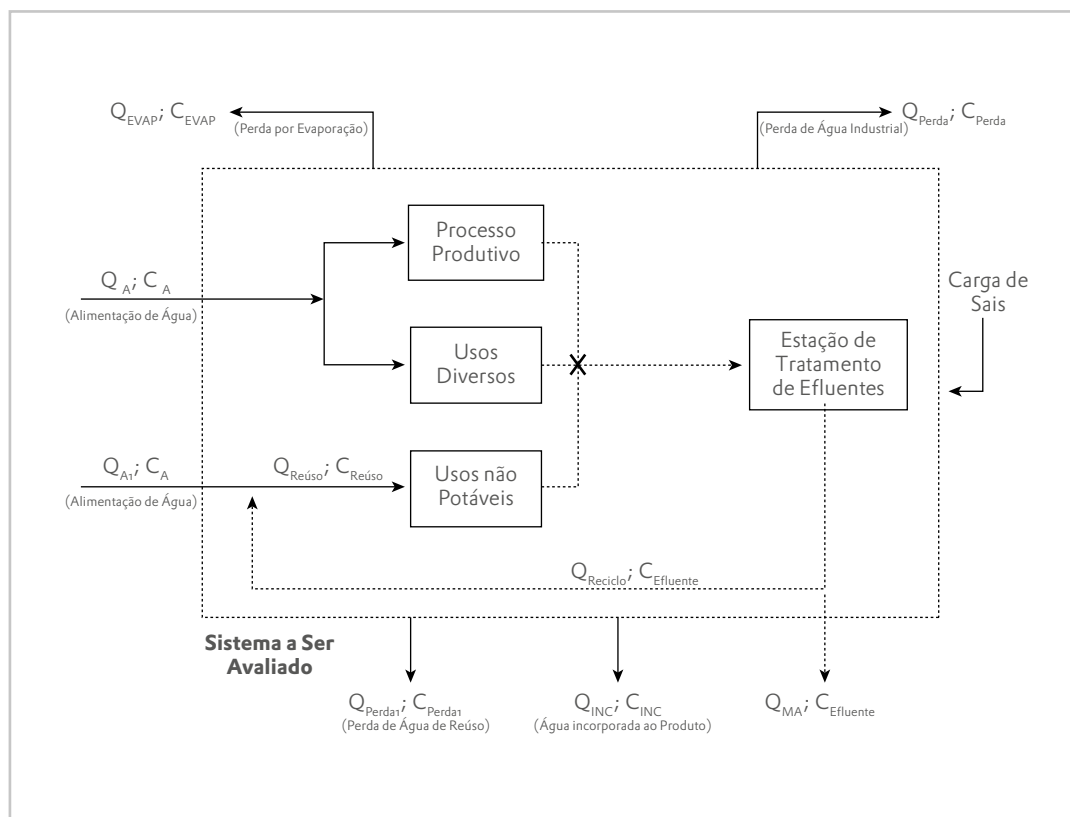 Q_EVAP; C_EVAP
(Perda por Evaporação)
Q_Perda; C_Perda
(Perda de Água Industrial)
Processo
Produtivo
Q_A; C_A
(Alimentação de Água)
Carga de
Sais
Usos
Diversos
Estação de
Tratamento
de Efluentes
Q_A1; C_A
(Alimentação de Água)
Q_Reúso; C_Reúso
Usos não
Potáveis
Q_Reciclo; C_Efluente
Sistema a Ser
Avaliado
Q_Perda1; C_Perda1
(Perda de Água de Reúso)
Q_INC; C_INC
(Água incorporada ao Produto)
Q_MA; C_Efluente